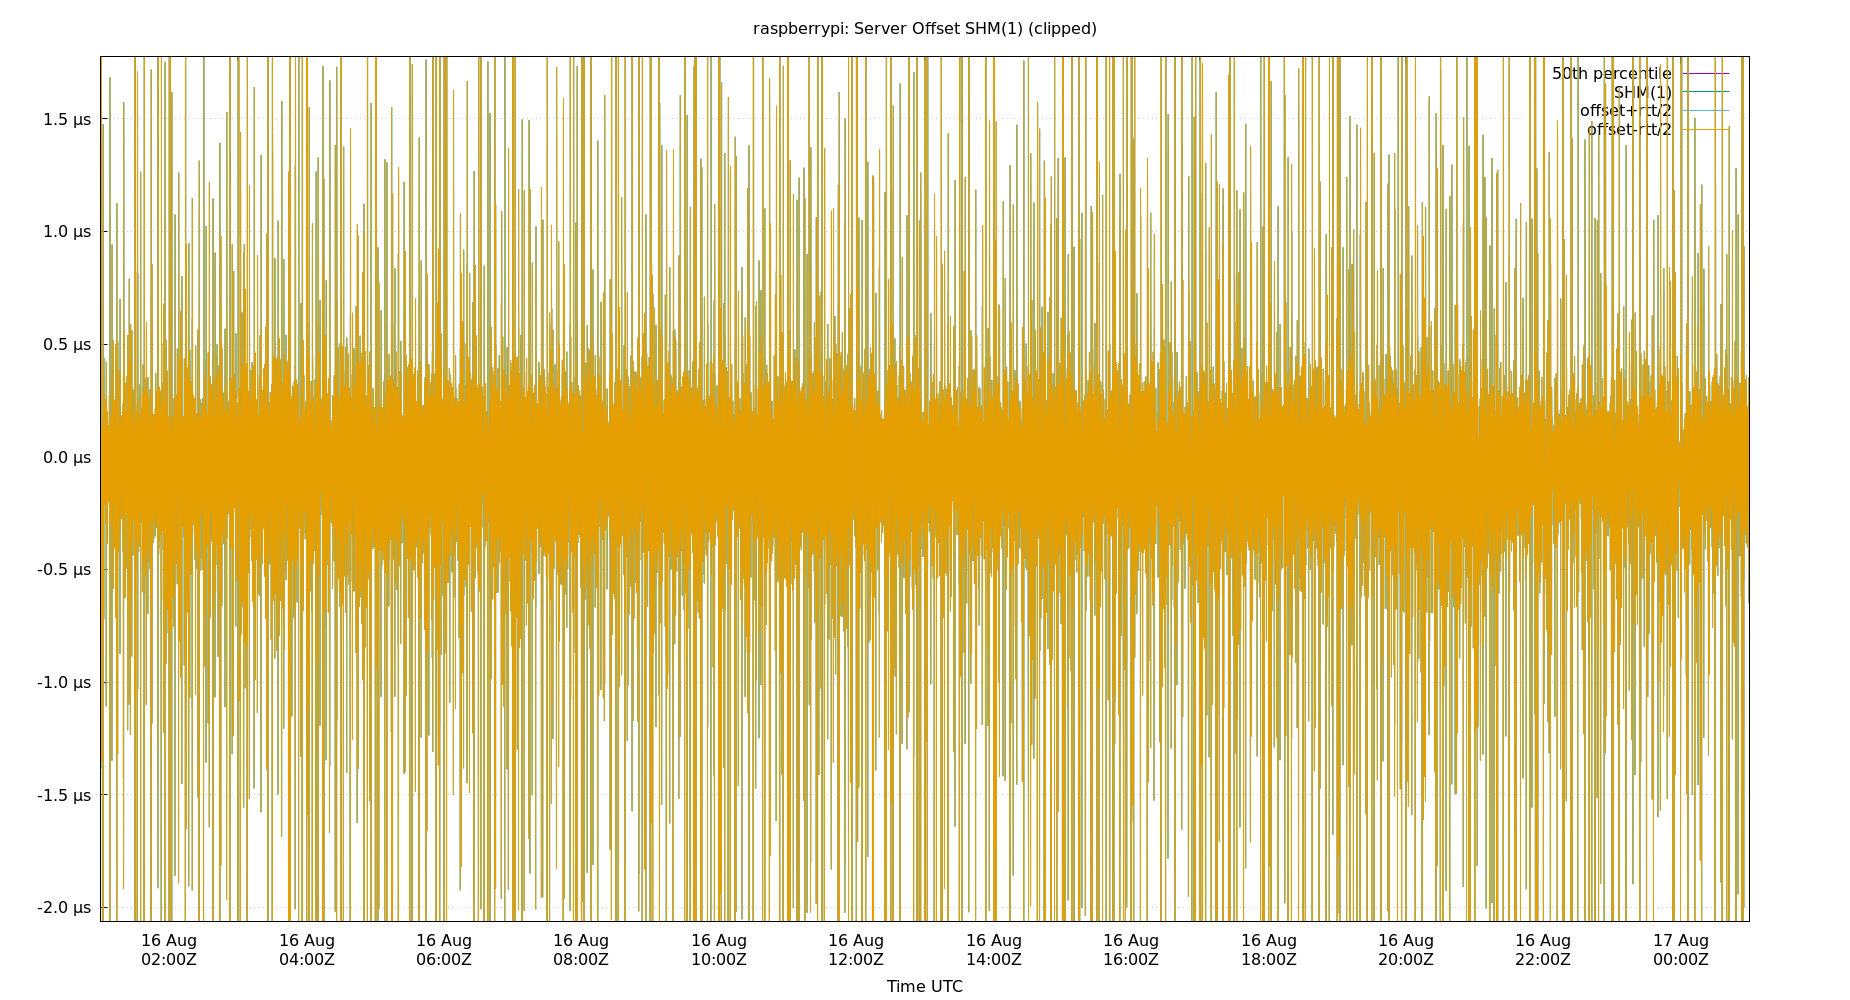 raspberrypi: Server Offset SHM(1) (clipped)
50th percentile
SHM(1)
offset+rtt/2
offset-rtt/2
1.5 µs
1.0 µs
0.5 µs
0.0 µs
-0.5 µs
-1.0 µs
-1.5 µs
-2.0 µs
16 Aug 16 Aug 16 Aug 16 Aug 16 Aug 16 Aug 16 Aug 16 Aug 16 Aug 16 Aug 16 Aug 17 Aug
02:00Z 04:00Z 06:00Z 08:00Z 10:00Z 12:00Z 14:00Z 16:00Z 18:00Z 20:00Z 22:00Z 00:00Z
Time UTC